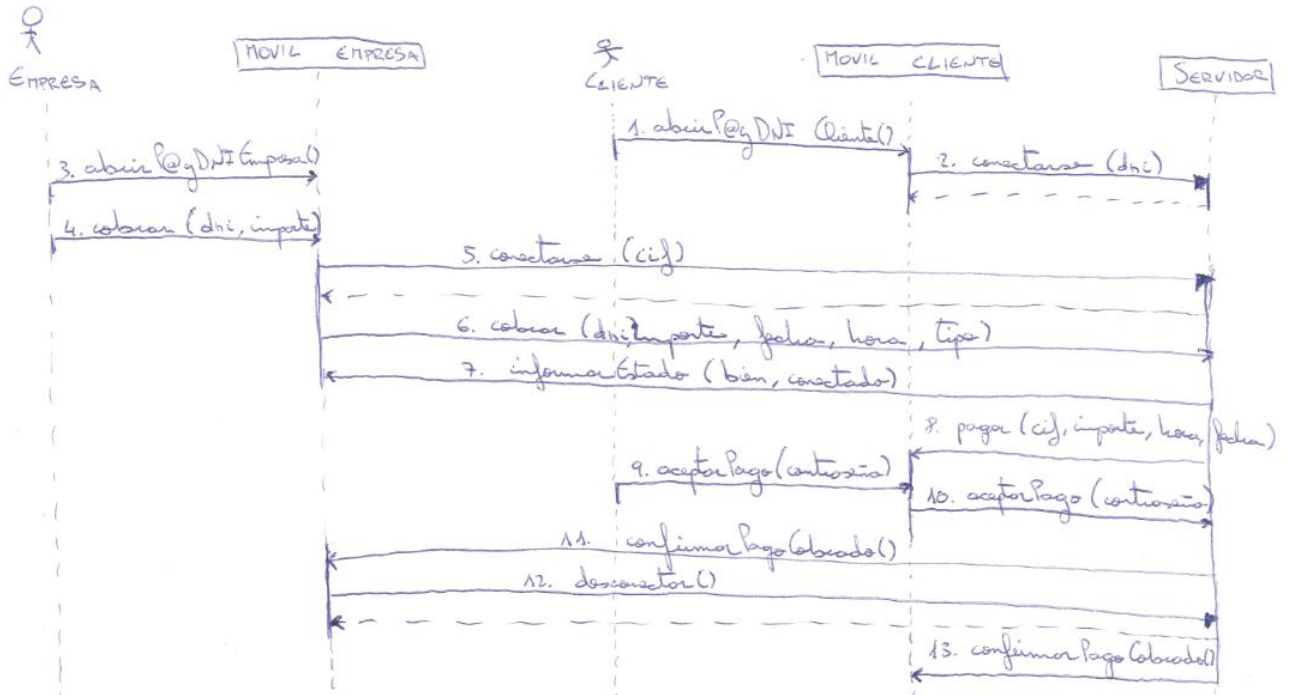 EMPRESA
MOVIL EMPRESA
CLIENTE
MOVIL CLIENTE
SERVIDOR
1. abrirP@gDNI Cliente()
2. conectarse (dni)
3. abrirP@gDNIEmpresa()
4. cobrar (dni, importe)
5. conectarse (cif)
6. cobrar (dni, importe, fecha, hora, tipo)
7. informarEstado (bien, conectado)
8. pagar (cif, importe, hora, fecha)
9. aceptarPago (contraseña)
10. aceptarPago (contraseña)
11. confirmarPagoCobrado()
12. desconectar()
13. confirmarPagoCobrado()